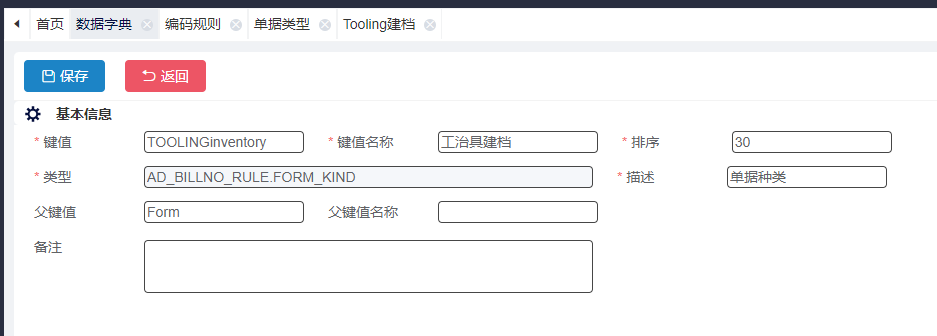 首页 数据字典 编码规则 单据类型 Tooling建档
保存 返回
基本信息
* 键值 TOOLINGinventory * 键值名称 工治具建档 * 排序 30
* 类型 AD_BILLNO_RULE.FORM_KIND * 描述 单据种类
父键值 Form 父键值名称
备注